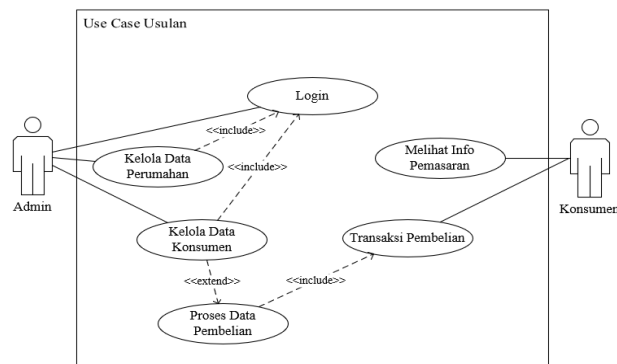 Use Case Usulan
Login
<<include>>
Kelola Data
Perumahan
<<include>>
Melihat Info
Pemasaran
Admin
Konsumen
Kelola Data
Konsumen
Transaksi Pembelian
<<extend>>
<<include>>
Proses Data
Pembelian